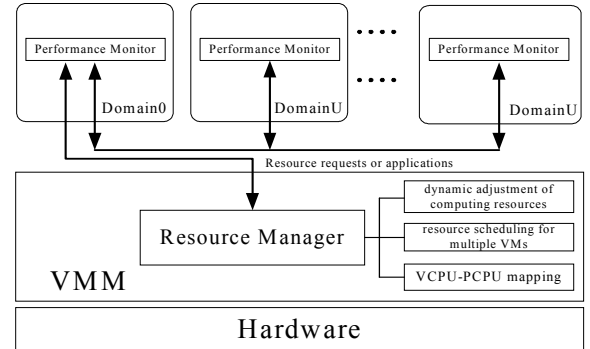 Performance Monitor
Performance Monitor
Performance Monitor
Domain0
DomainU
DomainU
Resource requests or applications
dynamic adjustment of
computing resources
Resource Manager
resource scheduling for
multiple VMs
VMM
VCPU-PCPU mapping
Hardware